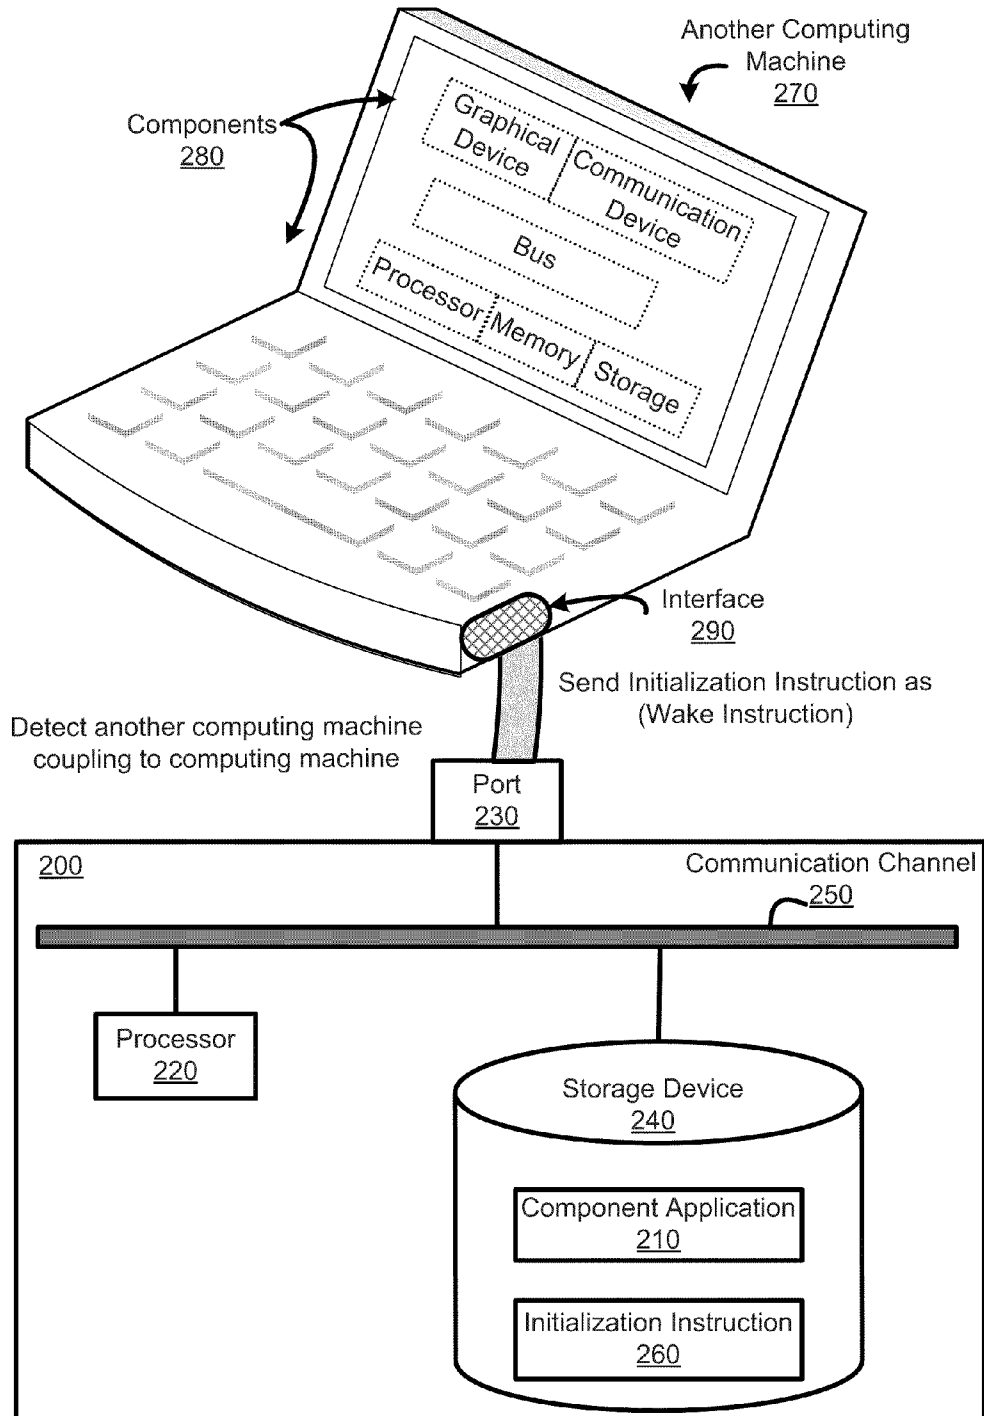 Another Computing
Machine
270
Components
280
Graphical
Device
Communication
Device
Bus
Processor
Memory
Storage
Interface
290
Send Initialization Instruction as
(Wake Instruction)
Detect another computing machine
coupling to computing machine
Port
230
200
Communication Channel
250
Processor
220
Storage Device
240
Component Application
210
Initialization Instruction
260